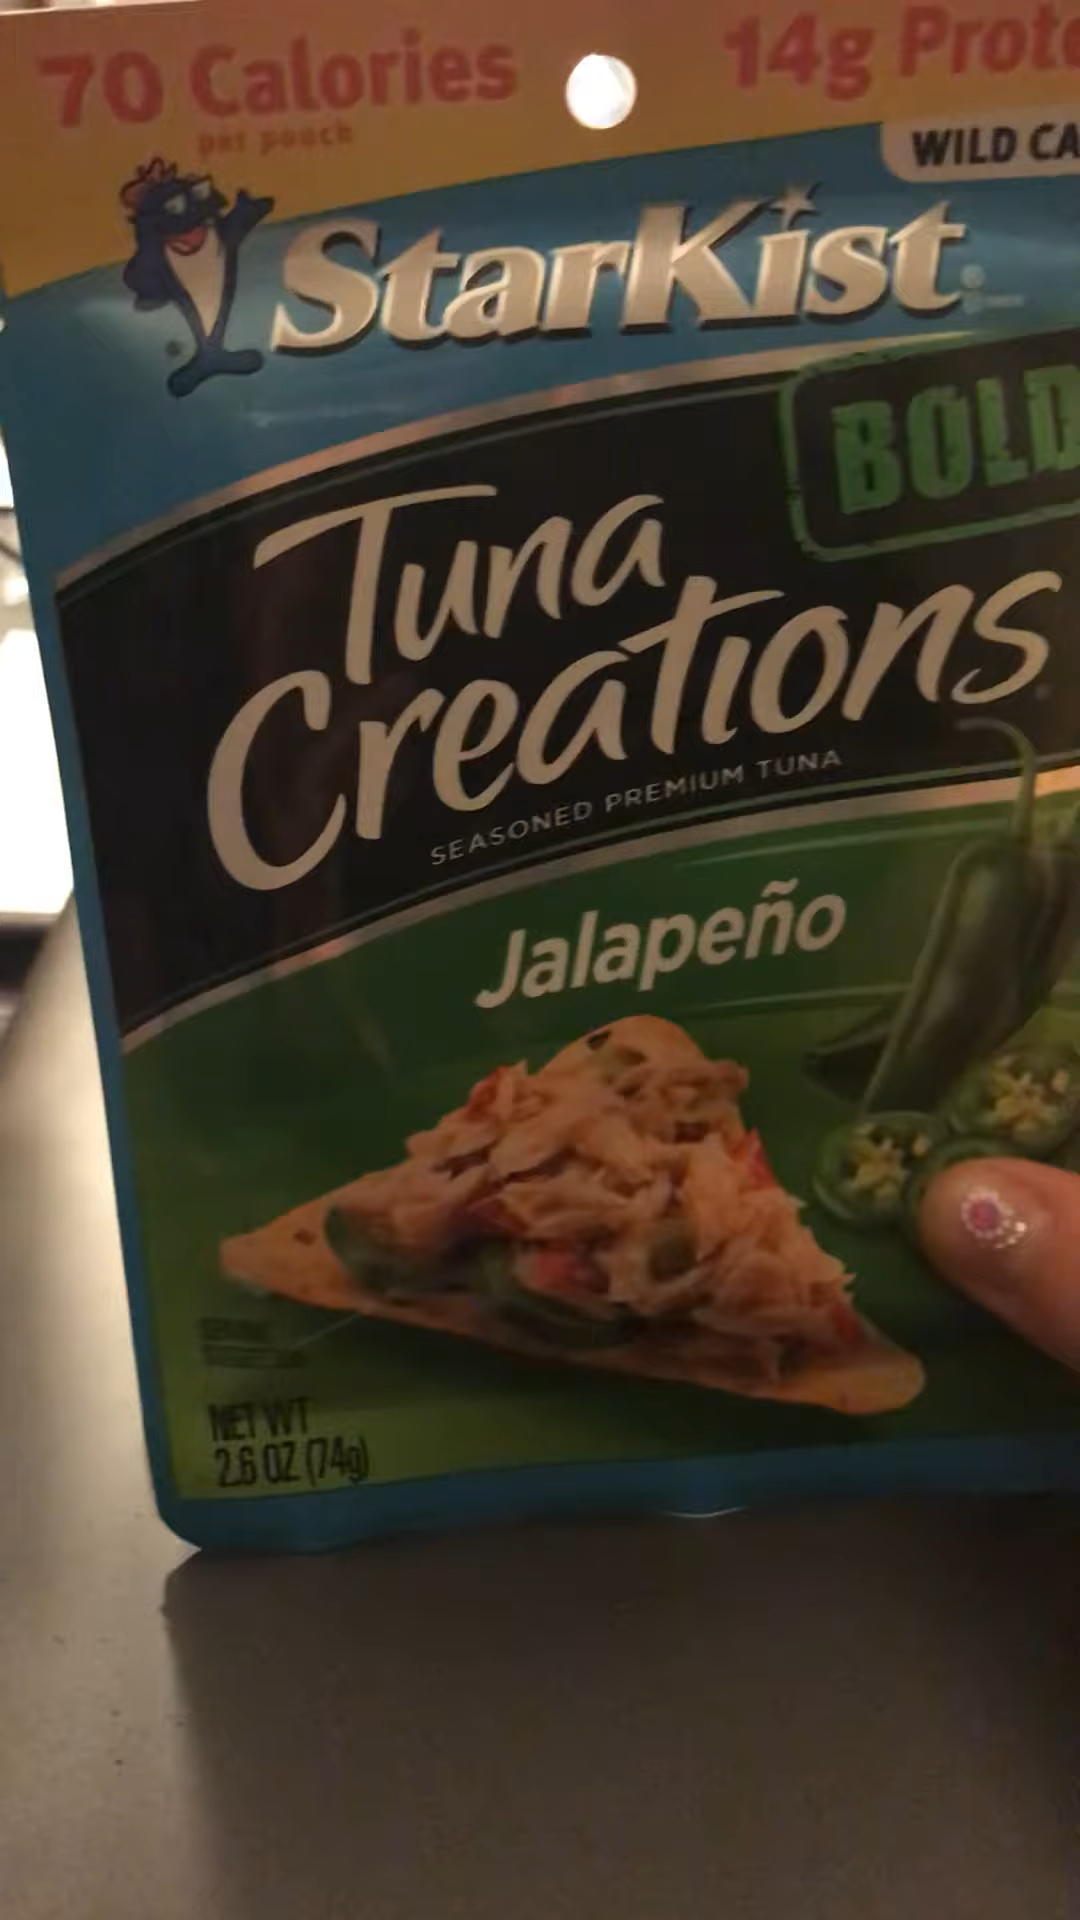 70 Calories
per pouch
14g Prote
WILD CA
StarKist
BOLD
Tuna
Creations
SEASONED PREMIUM TUNA
Jalapeño
NET WT
2.6 OZ (74g)